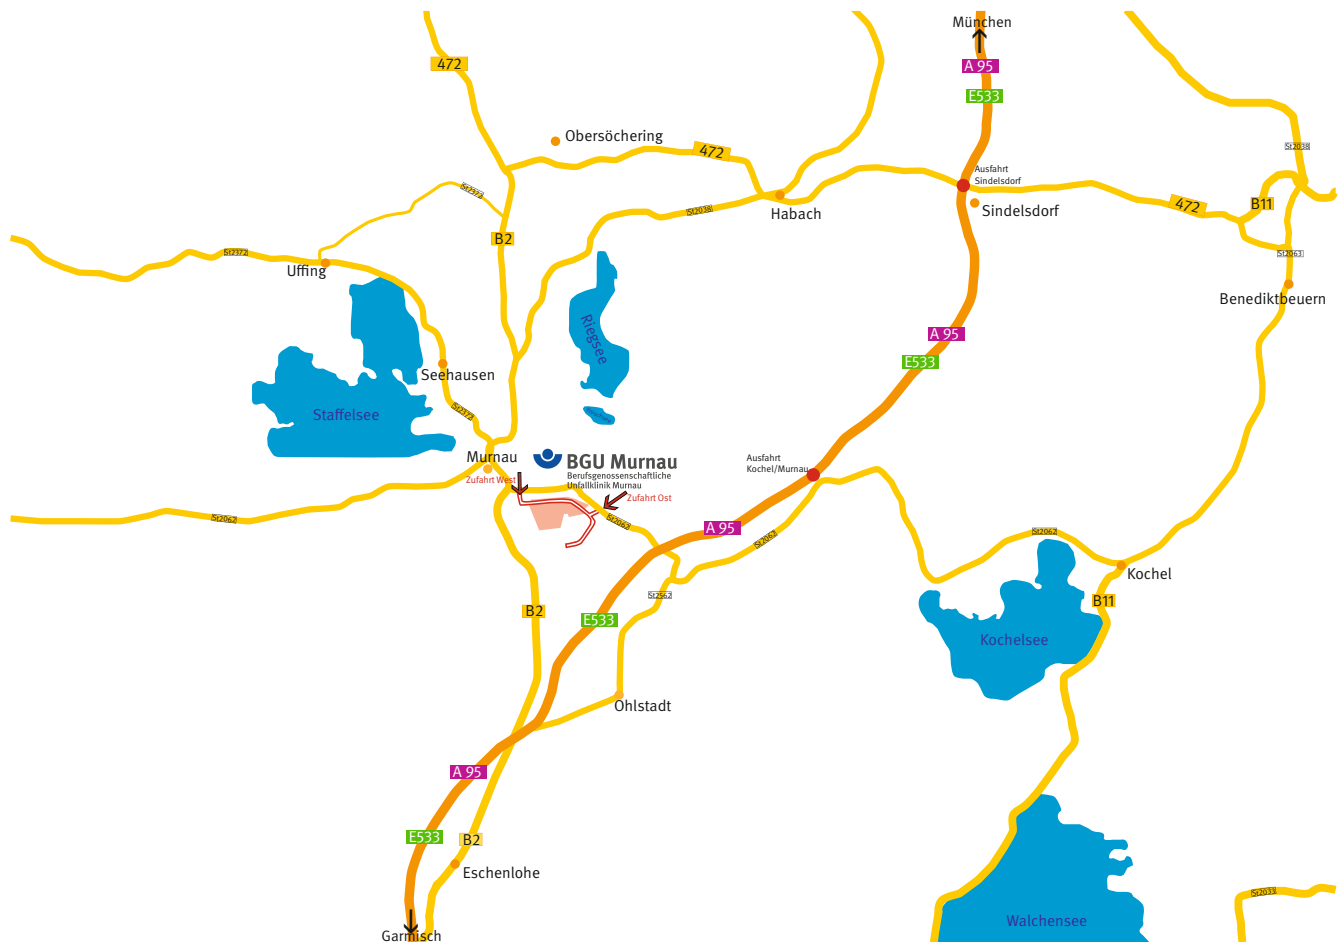 München
472
A 95
E533
Obersöchering
472
St2038
Ausfahrt
Sindelsdorf
St2372
Habach
St2038
Sindelsdorf
472
B11
B2
St2372
Uffing
St2063
Benediktbeuern
Riegsee
A 95
E533
Seehausen
St2372
Staffelsee
Murnau
BGU Murnau
Berufsgenossenschaftliche
Unfallklinik Murnau
Ausfahrt
Kochel/Murnau
Zufahrt West
Zufahrt Ost
St2062
St2062
A 95
St2062
St2062
Kochel
St2562
B11
B2
E533
Kochelsee
Ohlstadt
A 95
E533
B2
Eschenlohe
Walchensee
Garmisch